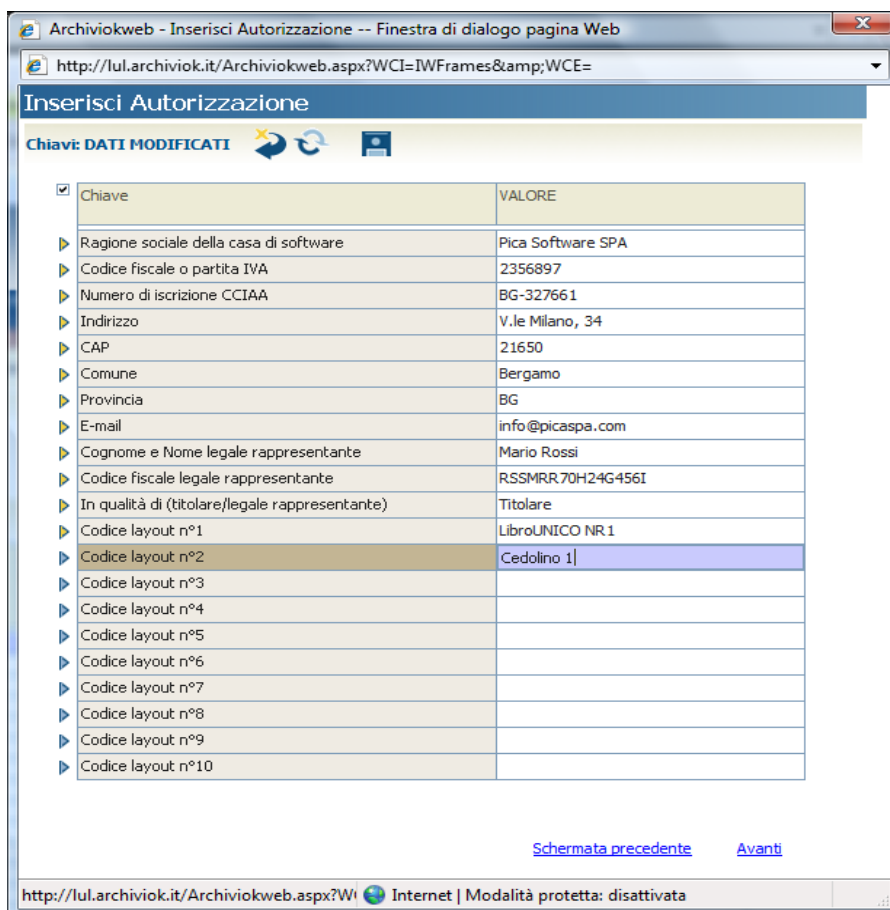 Archiviokweb - Inserisci Autorizzazione -- Finestra di dialogo pagina Web
http://lul.archiviok.it/Archiviokweb.aspx?WCI=IWFrames&amp;WCE=
Inserisci Autorizzazione
Chiavi: DATI MODIFICATI
Chiave VALORE
Ragione sociale della casa di software Pica Software SPA
Codice fiscale o partita IVA 2356897
Numero di iscrizione CCIAA BG-327661
Indirizzo V.le Milano, 34
CAP 21650
Comune Bergamo
Provincia BG
E-mail info@picaspa.com
Cognome e Nome legale rappresentante Mario Rossi
Codice fiscale legale rappresentante RSSMRR70H24G456I
In qualità di (titolare/legale rappresentante) Titolare
Codice layout n°1 LibroUNICO NR1
Codice layout n°2 Cedolino 1
Codice layout n°3
Codice layout n°4
Codice layout n°5
Codice layout n°6
Codice layout n°7
Codice layout n°8
Codice layout n°9
Codice layout n°10
Schermata precedente Avanti
http://lul.archiviok.it/Archiviokweb.aspx?W Internet | Modalità protetta: disattivata